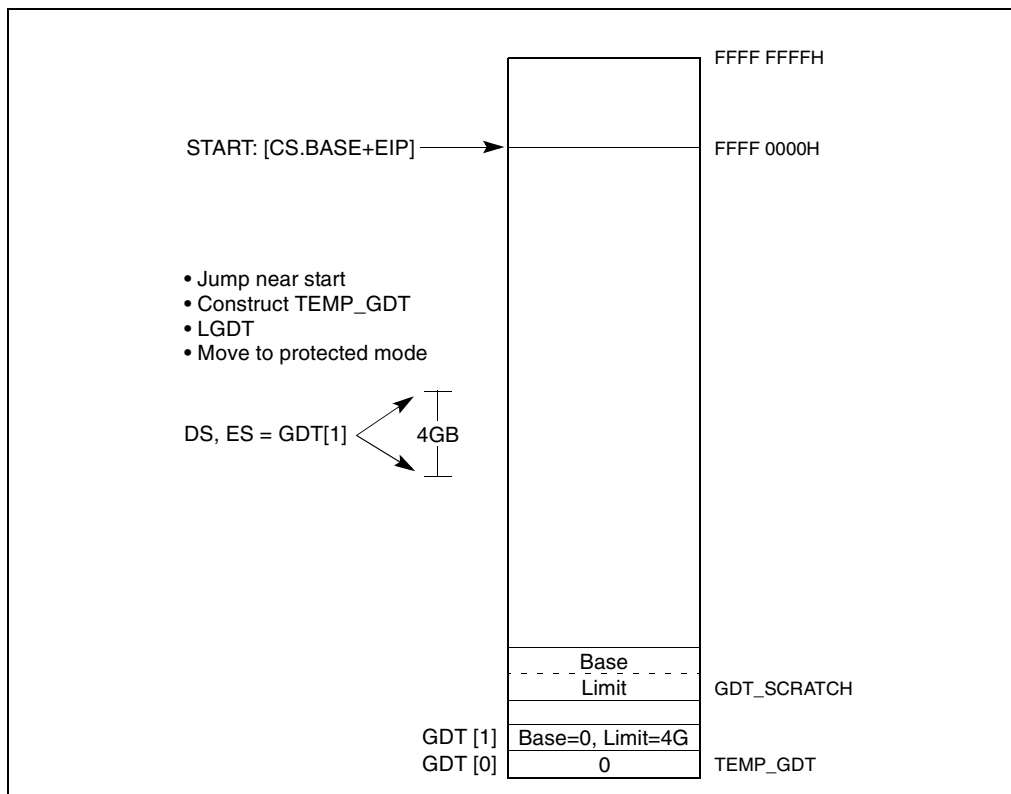 FFFF FFFFH
START: [CS.BASE+EIP]
FFFF 0000H
• Jump near start
• Construct TEMP_GDT
• LGDT
• Move to protected mode
DS, ES = GDT[1]
4GB
Base
Limit
GDT_SCRATCH
GDT [1]
Base=0, Limit=4G
GDT [0]
0
TEMP_GDT